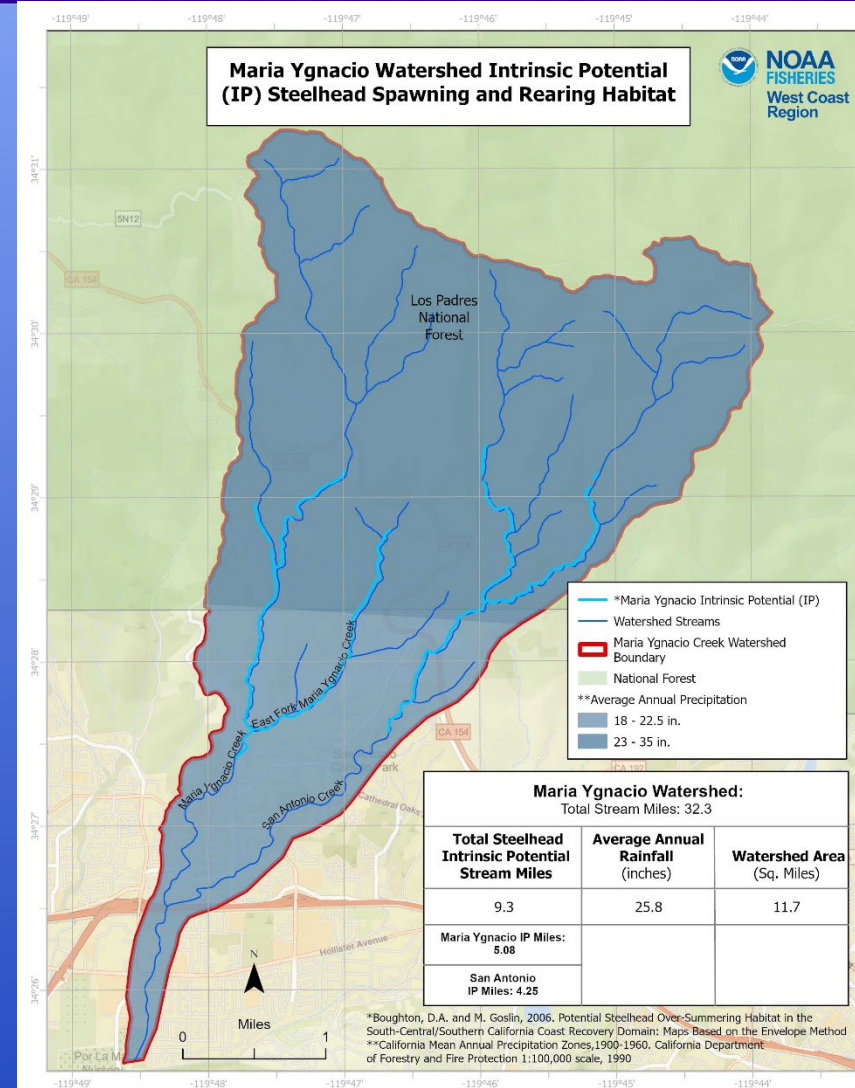 -119°49'
-119°48'
-119°47'
-119°46'
-119°45'
-119°44'
Maria Ygnacio Watershed Intrinsic Potential
(IP) Steelhead Spawning and Rearing Habitat
NOAA
NOAA
FISHERIES
West Coast
Region
34°31'
5N12
CA 154
Los Padres
National
Forest
34°30'
34°29'
34°28'
East Fork Maria Ygnacio Creek
Maria Ygnacio Creek
San Antonio Creek
Park
CA 154
CA 192
Cathedral Oaks
34°27'
Hollister Avenue
34°26'
N
Miles
0
1
Por La
*Maria Ygnacio Intrinsic Potential (IP)
Watershed Streams
Maria Ygnacio Creek Watershed
Boundary
National Forest
**Average Annual Precipitation
18 - 22.5 in.
23 - 35 in.
Maria Ygnacio Watershed:
Total Stream Miles: 32.3
Total Steelhead
Intrinsic Potential
Stream Miles
Average Annual
Rainfall
(inches)
Watershed Area
(Sq. Miles)
9.3
25.8
11.7
Maria Ygnacio IP Miles:
5.08
San Antonio
IP Miles: 4.25
*Boughton, D.A. and M. Goslin, 2006. Potential Steelhead Over-Summering Habitat in the
South-Central/Southern California Coast Recovery Domain: Maps Based on the Envelope Method
**California Mean Annual Precipitation Zones,1900-1960. California Department
of Forestry and Fire Protection 1:100,000 scale, 1990
-119°49'
-119°48'
-119°47'
-119°46'
-119°45'
-119°44'